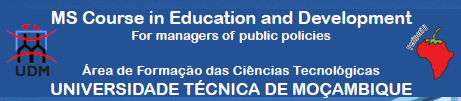 MS Course in Education and Development
For managers of public policies
UDM
Área de Formação das Ciências Tecnológicas
UNIVERSIDADE TÉCNICA DE MOÇAMBIQUE